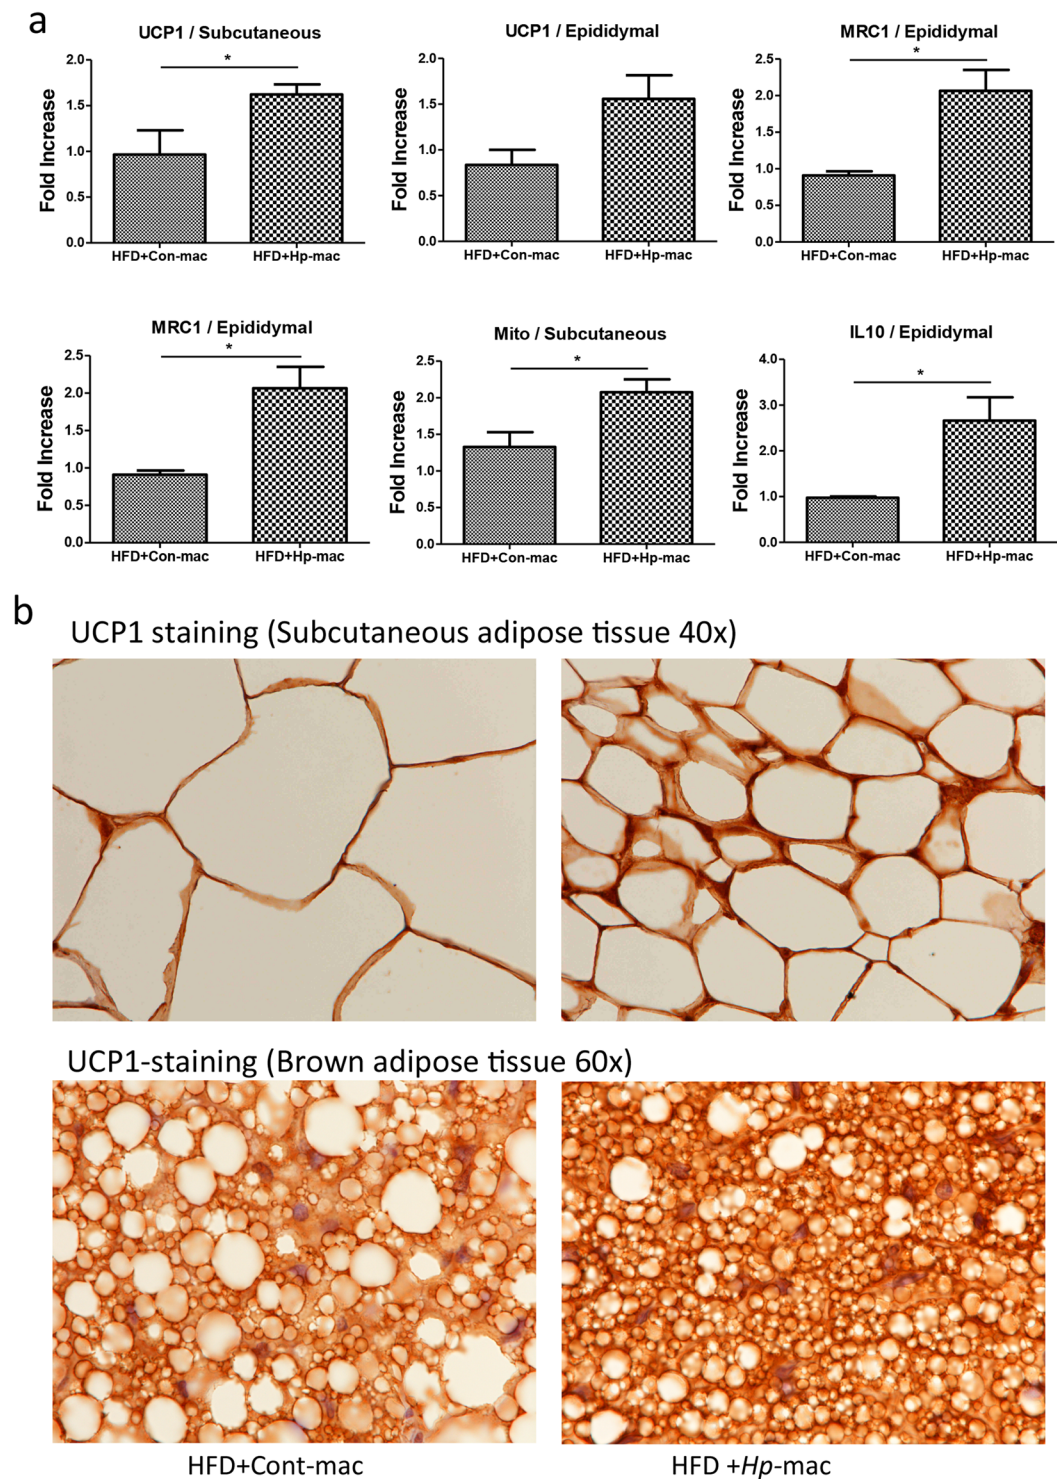 a
UCP1 / Subcutaneous
*
2.0
1.5
1.0
0.5
0.0
Fold Increase
HFD+Con-mac
HFD+Hp-mac
UCP1 / Epididymal
2.0
1.5
1.0
0.5
0.0
Fold Increase
HFD+Con-mac
HFD+Hp-mac
MRC1 / Epididymal
*
2.5
2.0
1.5
1.0
0.5
0.0
Fold Increase
HFD+Con-mac
HFD+Hp-mac
MRC1 / Epididymal
*
2.5
2.0
1.5
1.0
0.5
0.0
Fold Increase
HFD+Con-mac
HFD+Hp-mac
Mito / Subcutaneous
*
2.5
2.0
1.5
1.0
0.5
0.0
Fold Increase
HFD+Con-mac
HFD+Hp-mac
IL10 / Epididymal
*
4.0
3.0
2.0
1.0
0.0
Fold Increase
HFD+Con-mac
HFD+Hp-mac
b
UCP1 staining (Subcutaneous adipose tissue 40x)
UCP1-staining (Brown adipose tissue 60x)
HFD+Cont-mac
HFD +Hp-mac